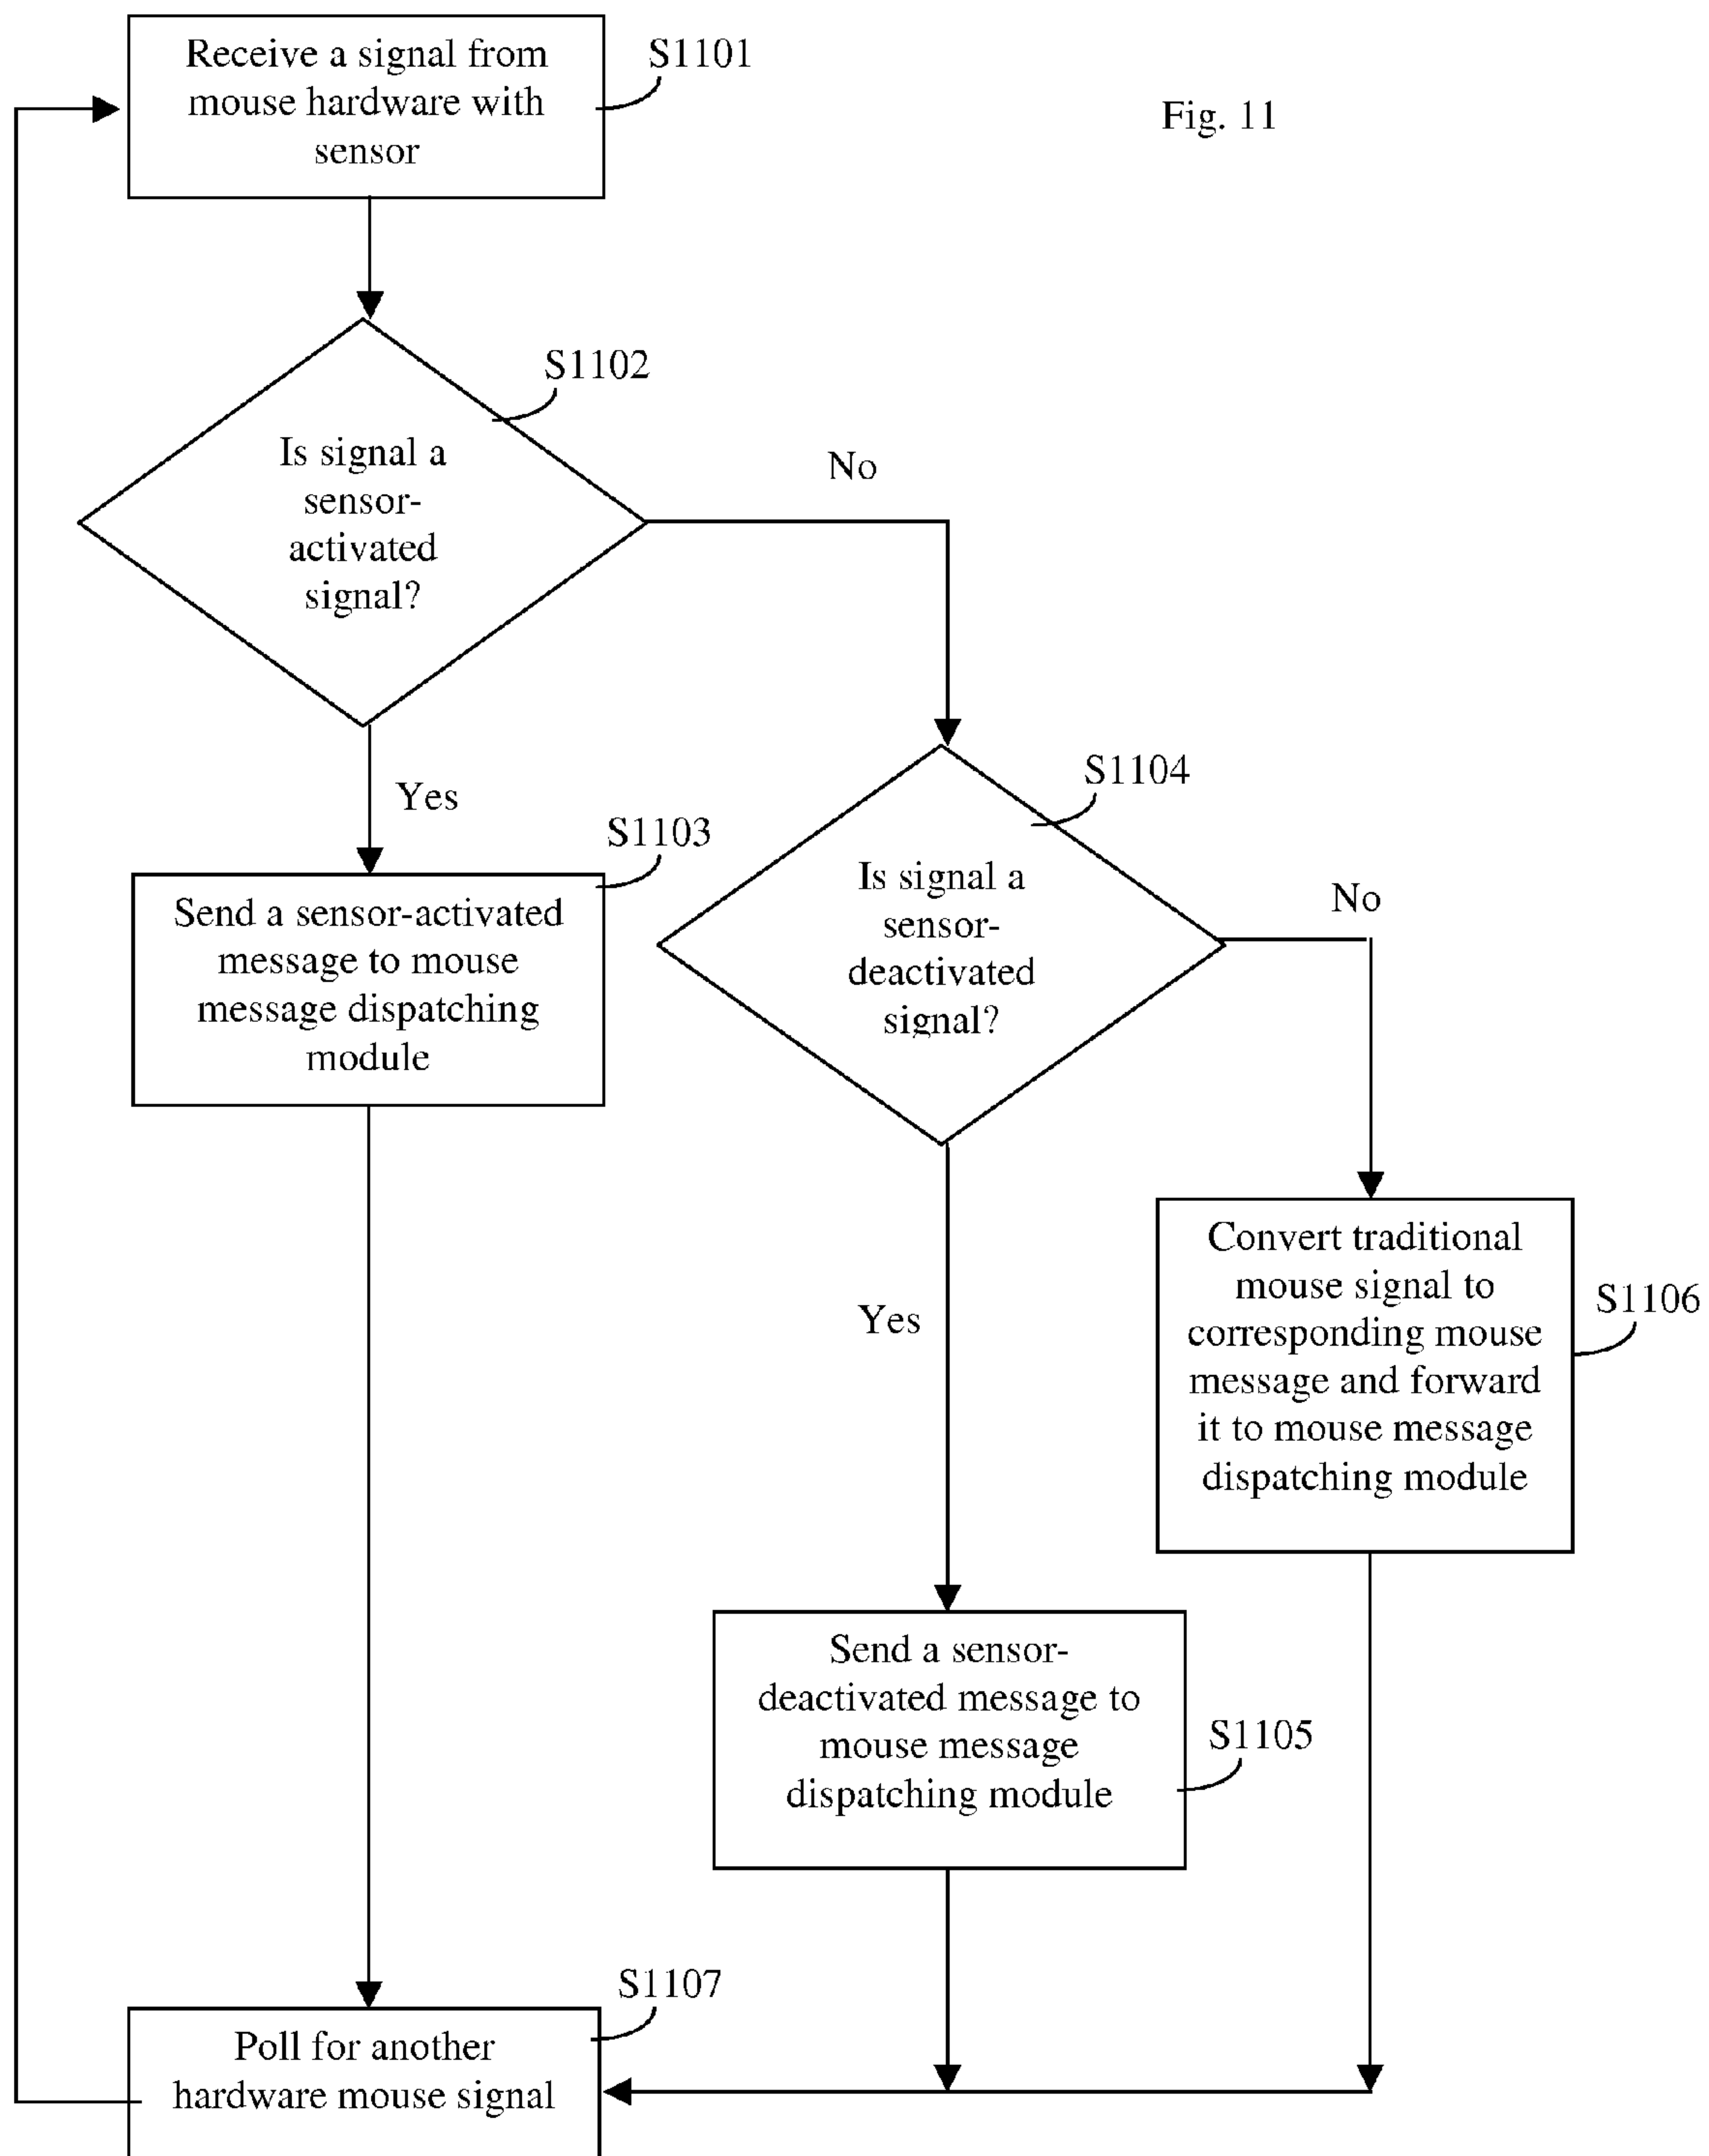 Receive a signal from
mouse hardware with
sensor
S1101
Fig. 11
S1102
Is signal a
sensor-
activated
signal?
No
Yes
S1103
Send a sensor-activated
message to mouse
message dispatching
module
S1104
Is signal a
sensor-
deactivated
signal?
No
Yes
Convert traditional
mouse signal to
corresponding mouse
message and forward
it to mouse message
dispatching module
S1106
Send a sensor-
deactivated message to
mouse message
dispatching module
S1105
S1107
Poll for another
hardware mouse signal